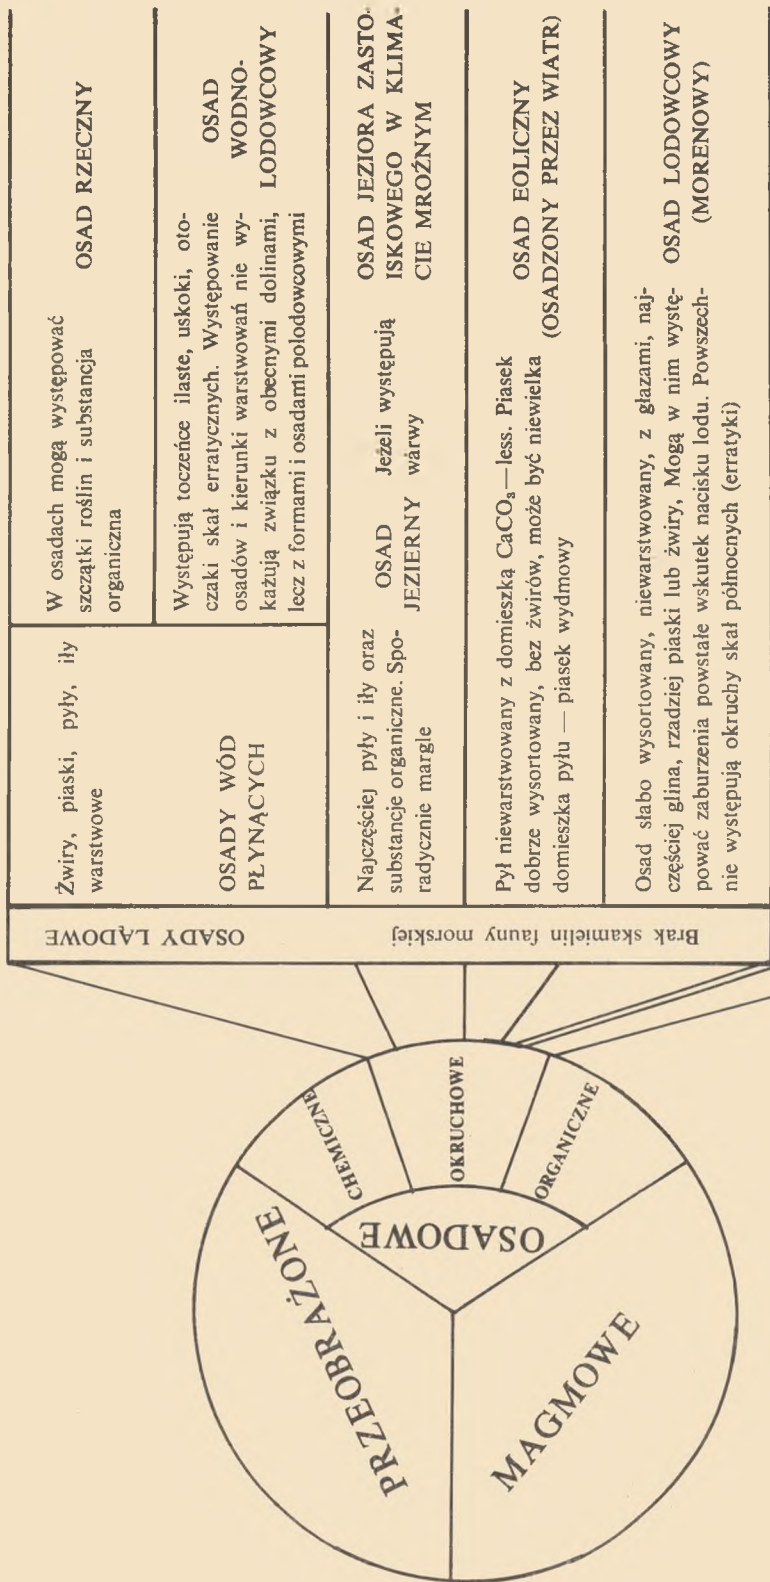 PRZEOBRAŻONE
MAGMOWE
OSADOWE
CHEMICZNE
OKRUCHOWE
ORGANICZNE
OSADY LĄDOWE
Brak skamielin fauny morskiej
Żwiry, piaski, pyły, iły
warstwowe
OSADY WÓD
PŁYNĄCYCH
W osadach mogą występować
szczątki roślin i substancja
organiczna
OSAD RZECZNY
Występują toczeńce ilaste, uskoki, oto-
czaki skał erratycznych. Występowanie
osadów i kierunki warstwowań nie wy-
każują związku z obecnymi dolinami,
lecz z formami i osadami polodowcowymi
OSAD
WODNO-
LODOWCOWY
Najczęściej pyły i iły oraz
substancje organiczne. Spo-
radycznie margle
OSAD
JEZIERNY
Jeżeli występują
warwy
OSAD JEZIORA ZASTO-
ISKOWEGO W KLIMA-
CIE MROŹNYM
Pył niewarstwowany z domieszką CaCO₃—less. Piasek
dobrze wysortowany, bez żwirów, może być niewielka
domieszka pyłu — piasek wydmowy
OSAD EOLICZNY
(OSADZONY PRZEZ WIATR)
Osad słabo wysortowany, niewarstwowany, z głazami, naj-
częściej glina, rzadziej piaski lub żwiry, Mogą w nim wystę-
pować zaburzenia powstałe wskutek nacisku lodu. Powszech-
nie występują okruchy skał północnych (erratyki)
OSAD LODOWCOWY
(MORENOWY)